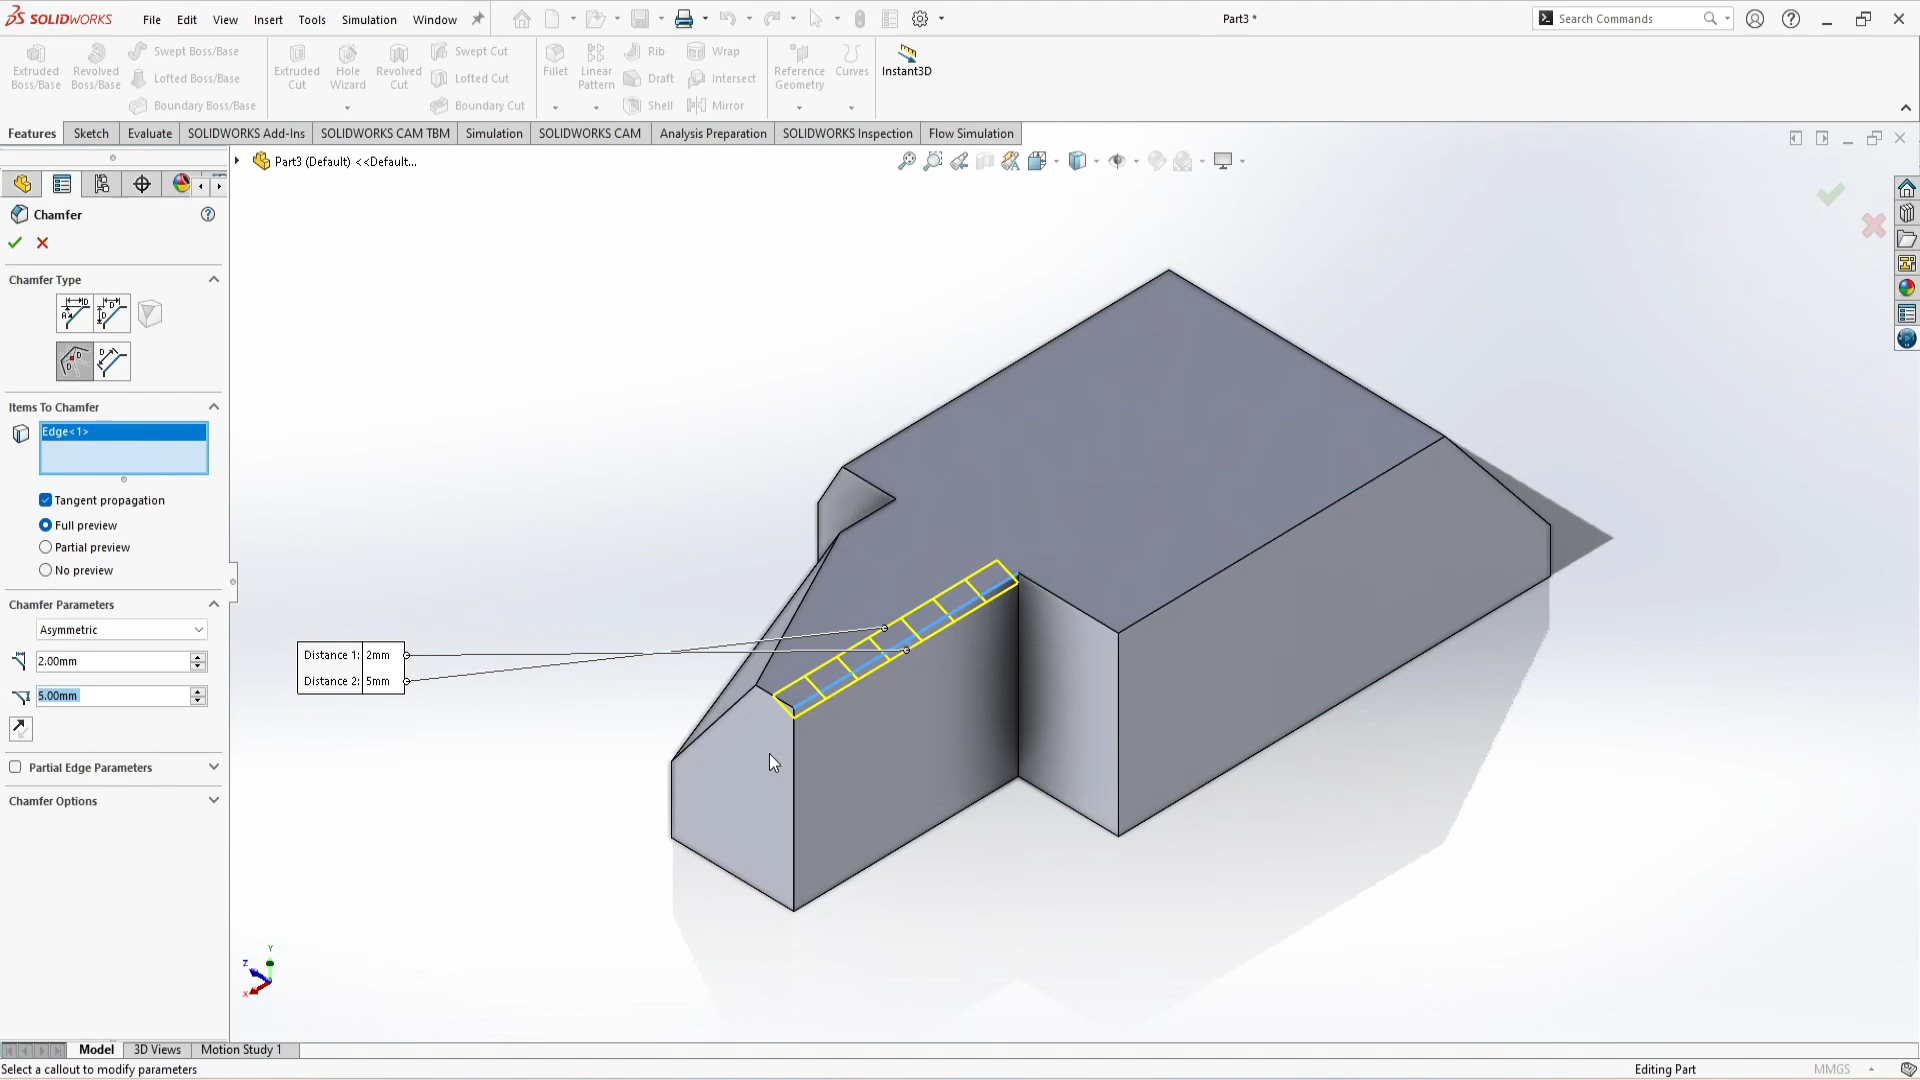 SOLIDWORKS File Edit View Insert Tools Simulation Window Part3 * Search Commands
Extruded Boss/Base
Revolved Boss/Base
Swept Boss/Base
Lofted Boss/Base
Boundary Boss/Base
Extruded Cut
Hole Wizard
Revolved Cut
Swept Cut
Lofted Cut
Boundary Cut
Fillet
Linear Pattern
Rib
Draft
Shell
Wrap
Intersect
Mirror
Reference Geometry
Curves
Instant3D
Features Sketch Evaluate SOLIDWORKS Add-Ins SOLIDWORKS CAM TBM Simulation SOLIDWORKS CAM Analysis Preparation SOLIDWORKS Inspection Flow Simulation
Part3 (Default) <<Default...
Chamfer
Chamfer Type
Items To Chamfer
Edge<1>
Tangent propagation
Full preview
Partial preview
No preview
Chamfer Parameters
Asymmetric
2.00mm
5.00mm
Partial Edge Parameters
Chamfer Options
Distance 1: 2mm
Distance 2: 5mm
Y
Z
X
Model 3D Views Motion Study 1
Select a callout to modify parameters Editing Part MMGS